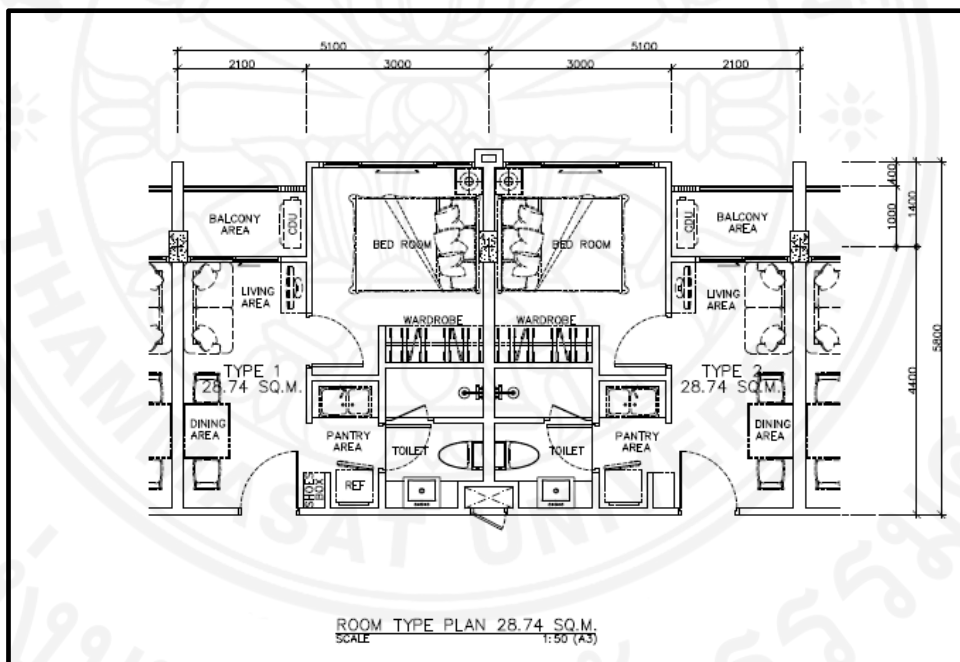 5100 5100
2100 3000 3000 2100
400
1000
1400
5800
4400
BALCONY
AREA
CDU
BED ROOM
BED ROOM
CDU
BALCONY
AREA
LIVING
AREA
LIVING
AREA
WARDROBE
WARDROBE
TYPE 1
28.74 SQ.M.
TYPE 2
28.74 SQ.M.
DINING
AREA
PANTRY
AREA
TOILET
TOILET
PANTRY
AREA
DINING
AREA
SHOES
BOX
REF
ROOM TYPE PLAN 28.74 SQ.M.
SCALE 1:50 (A3)
THAMMASAT UNIVERSITY